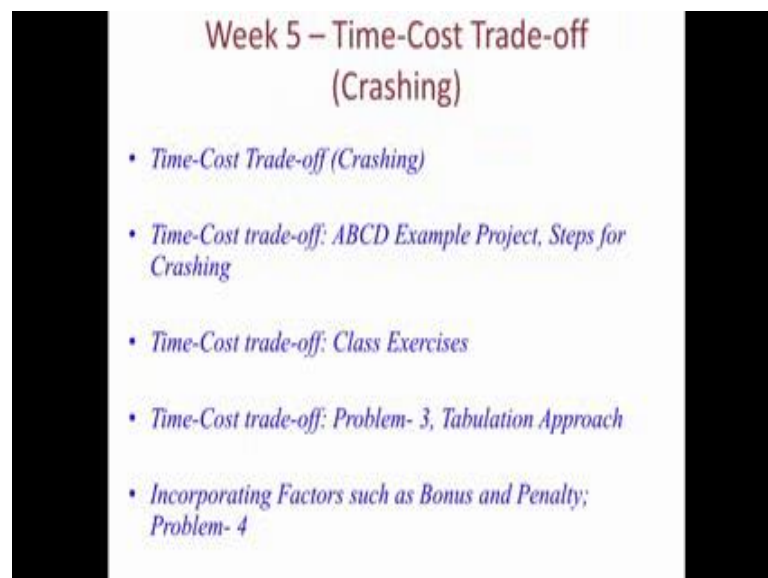 Week 5 – Time-Cost Trade-off
(Crashing)
• Time-Cost Trade-off (Crashing)
• Time-Cost trade-off: ABCD Example Project, Steps for
Crashing
• Time-Cost trade-off: Class Exercises
• Time-Cost trade-off: Problem- 3, Tabulation Approach
• Incorporating Factors such as Bonus and Penalty;
Problem- 4